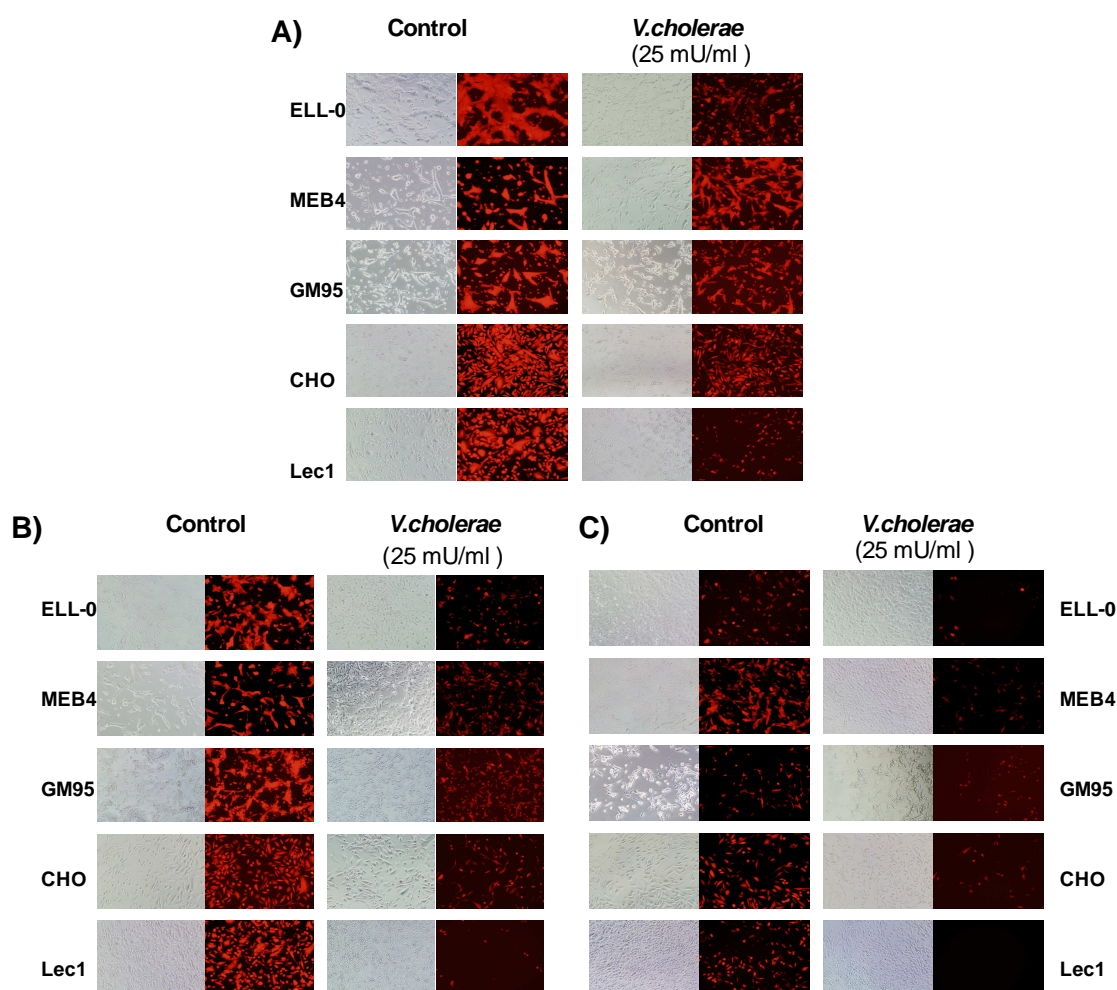 A)
Control
V.cholerae
(25 mU/ml )
ELL-0
MEB4
GM95
CHO
Lec1
B)
Control
V.cholerae
(25 mU/ml )
ELL-0
MEB4
GM95
CHO
Lec1
C)
Control
V.cholerae
(25 mU/ml )
ELL-0
MEB4
GM95
CHO
Lec1